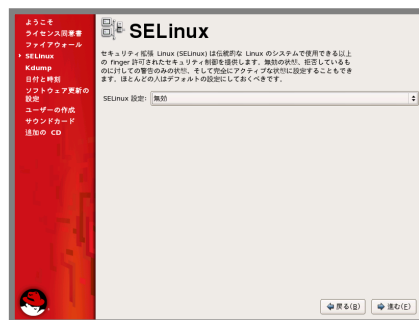 ようこそ
ライセンス同意書
ファイアウォール
SELinux
Kdump
日付と時刻
ソフトウェア更新の
設定
ユーザーの作成
サウンドカード
追加の CD
SELinux
セキュリティ拡張 Linux (SELinux) は伝統的な Linux のシステムで使用できる以上
の finger 許可されたセキュリティ制御を提供します。無効の状態、拒否しているも
のに対しての警告のみの状態、そして完全にアクティブな状態に設定することもでき
ます。ほとんどの人はデフォルトの設定にしておくべきです。
SELinux 設定: 無効
戻る(B)
進む(F)